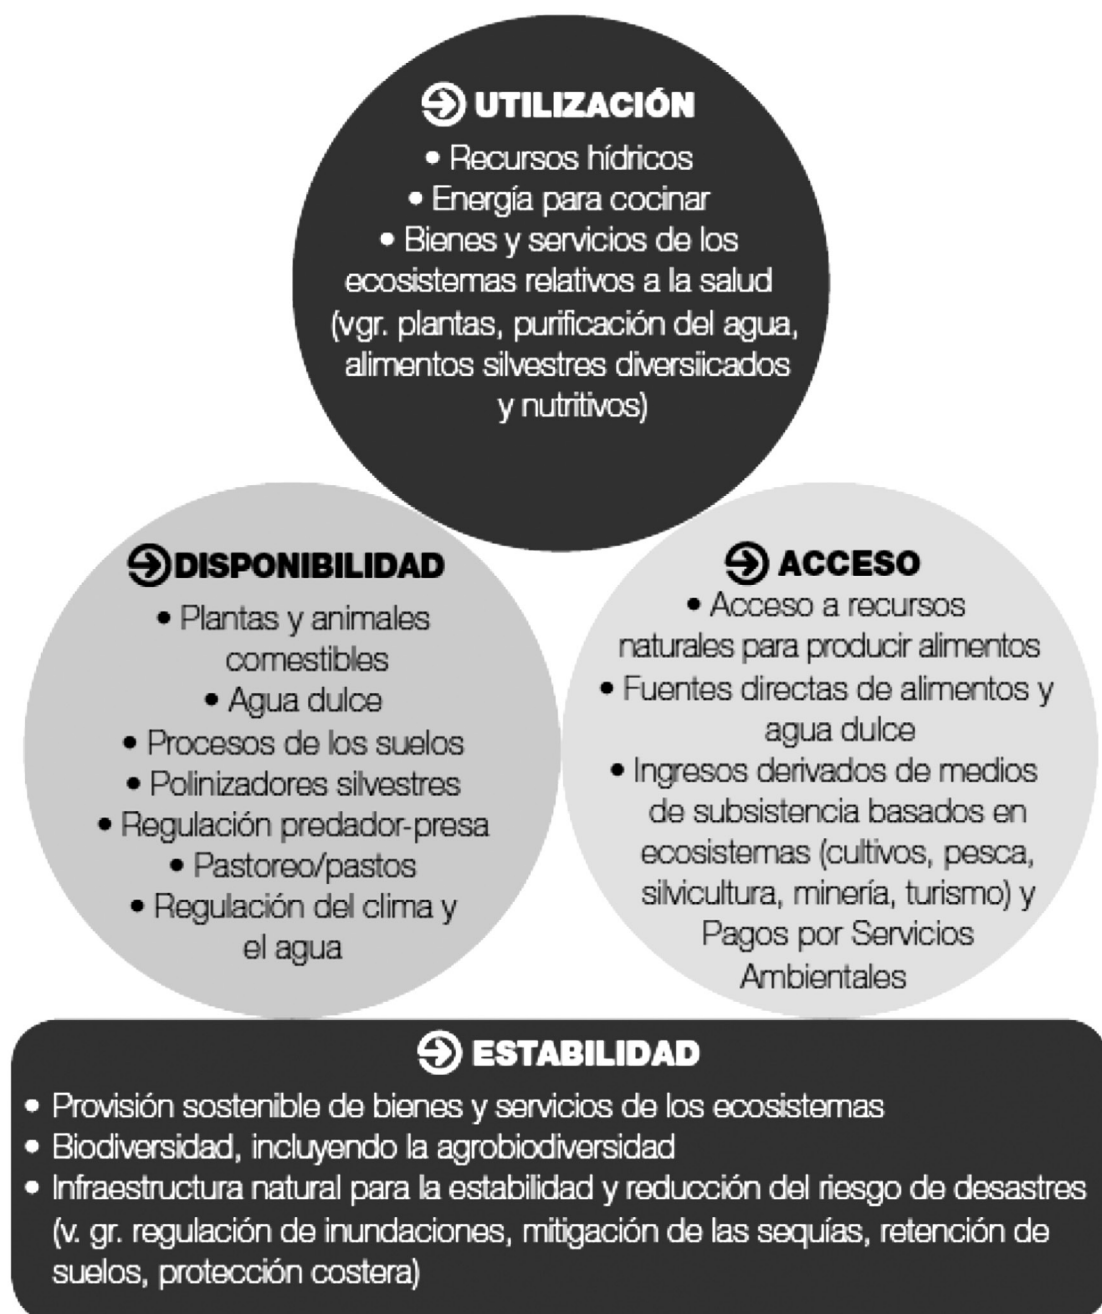 UTILIZACIÓN
• Recursos hídricos
• Energía para cocinar
• Bienes y servicios de los
ecosistemas relativos a la salud
(vgr. plantas, purificación del agua,
alimentos silvestres diversiicados
y nutritivos)
DISPONIBILIDAD
• Plantas y animales
comestibles
• Agua dulce
• Procesos de los suelos
• Polinizadores silvestres
• Regulación predador-presa
• Pastoreo/pastos
• Regulación del clima y
el agua
ACCESO
• Acceso a recursos
naturales para producir alimentos
• Fuentes directas de alimentos y
agua dulce
• Ingresos derivados de medios
de subsistencia basados en
ecosistemas (cultivos, pesca,
silvicultura, minería, turismo) y
Pagos por Servicios
Ambientales
ESTABILIDAD
• Provisión sostenible de bienes y servicios de los ecosistemas
• Biodiversidad, incluyendo la agrobiodiversidad
• Infraestructura natural para la estabilidad y reducción del riesgo de desastres
(v. gr. regulación de inundaciones, mitigación de las sequías, retención de
suelos, protección costera)